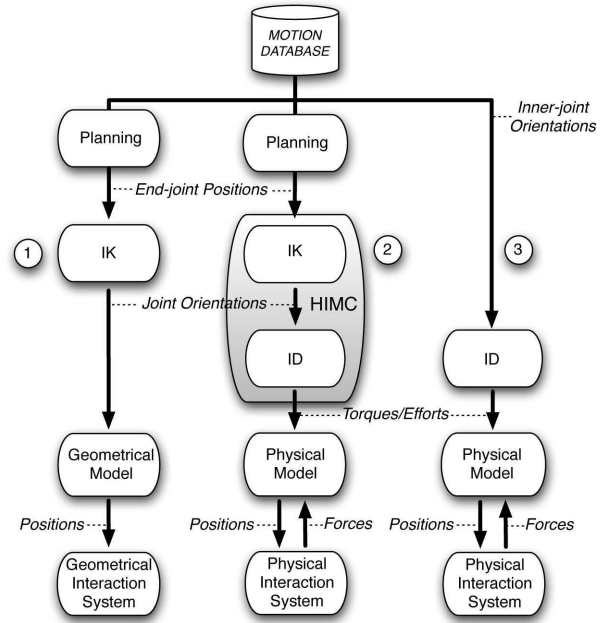 MOTION
DATABASE
Inner-joint
Orientations
Planning
Planning
End-joint Positions
1
IK
IK
2
3
Joint Orientations
HIMC
ID
ID
Torques/Efforts
Geometrical
Model
Physical
Model
Physical
Model
Positions
Positions
Forces
Positions
Forces
Geometrical
Interaction
System
Physical
Interaction
System
Physical
Interaction
System